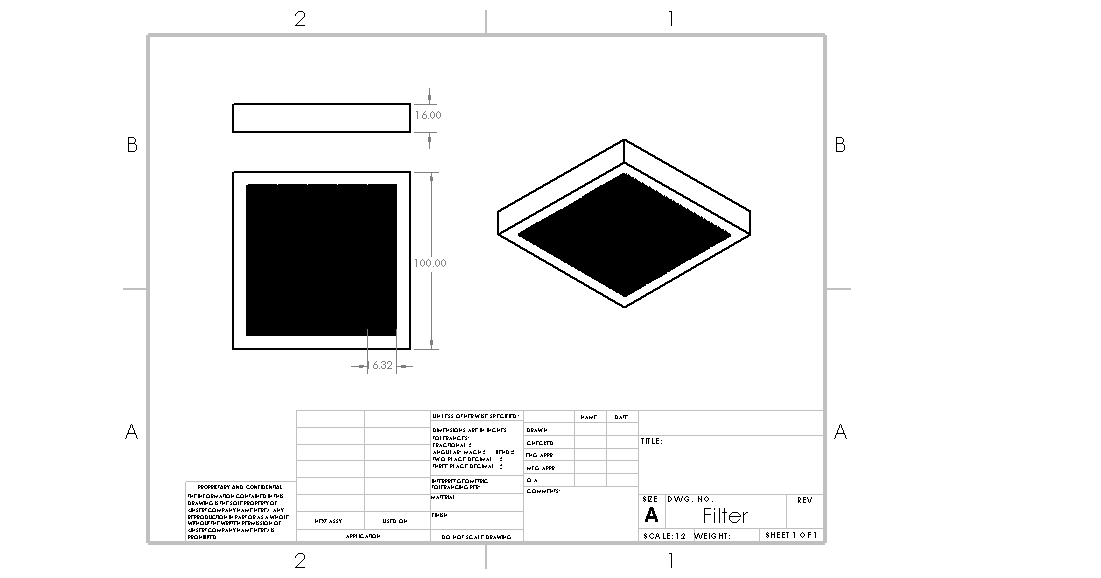 2 1
B B
16.00
100.00
6.32
A A
UNLESS OTHERWISE SPECIFIED:
NAME DATE
DIMENSIONS ARE IN INCHES
TOLERANCES:
FRACTIONAL ±
ANGULAR: MACH ± BEND ±
TWO PLACE DECIMAL ±
THREE PLACE DECIMAL ±
DRAWN
CHECKED
ENG APPR.
MFG APPR.
Q.A.
COMMENTS:
TITLE:
INTERPRET GEOMETRIC
TOLERANCING PER:
MATERIAL
FINISH
PROPRIETARY AND CONFIDENTIAL
THE INFORMATION CONTAINED IN THIS
DRAWING IS THE SOLE PROPERTY OF
<INSERT COMPANY NAME HERE>. ANY
REPRODUCTION IN PART OR AS A WHOLE
WITHOUT THE WRITTEN PERMISSION OF
<INSERT COMPANY NAME HERE> IS
PROHIBITED.
NEXT ASSY USED ON
APPLICATION
DO NOT SCALE DRAWING
SIZE DWG. NO. REV
A Filter
SCALE: 1:2 WEIGHT: SHEET 1 OF 1
2 1